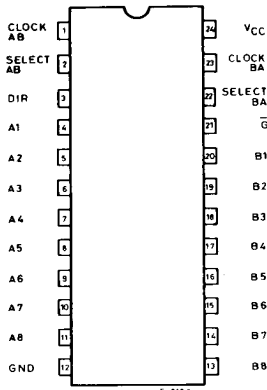 CLOCK AB 1 24 VCC
SELECT AB 2 23 CLOCK BA
DIR 3 22 SELECT BA
A1 4 21 G̅
A2 5 20 B1
A3 6 19 B2
A4 7 18 B3
A5 8 17 B4
A6 9 16 B5
A7 10 15 B6
A8 11 14 B7
GND 12 13 B8